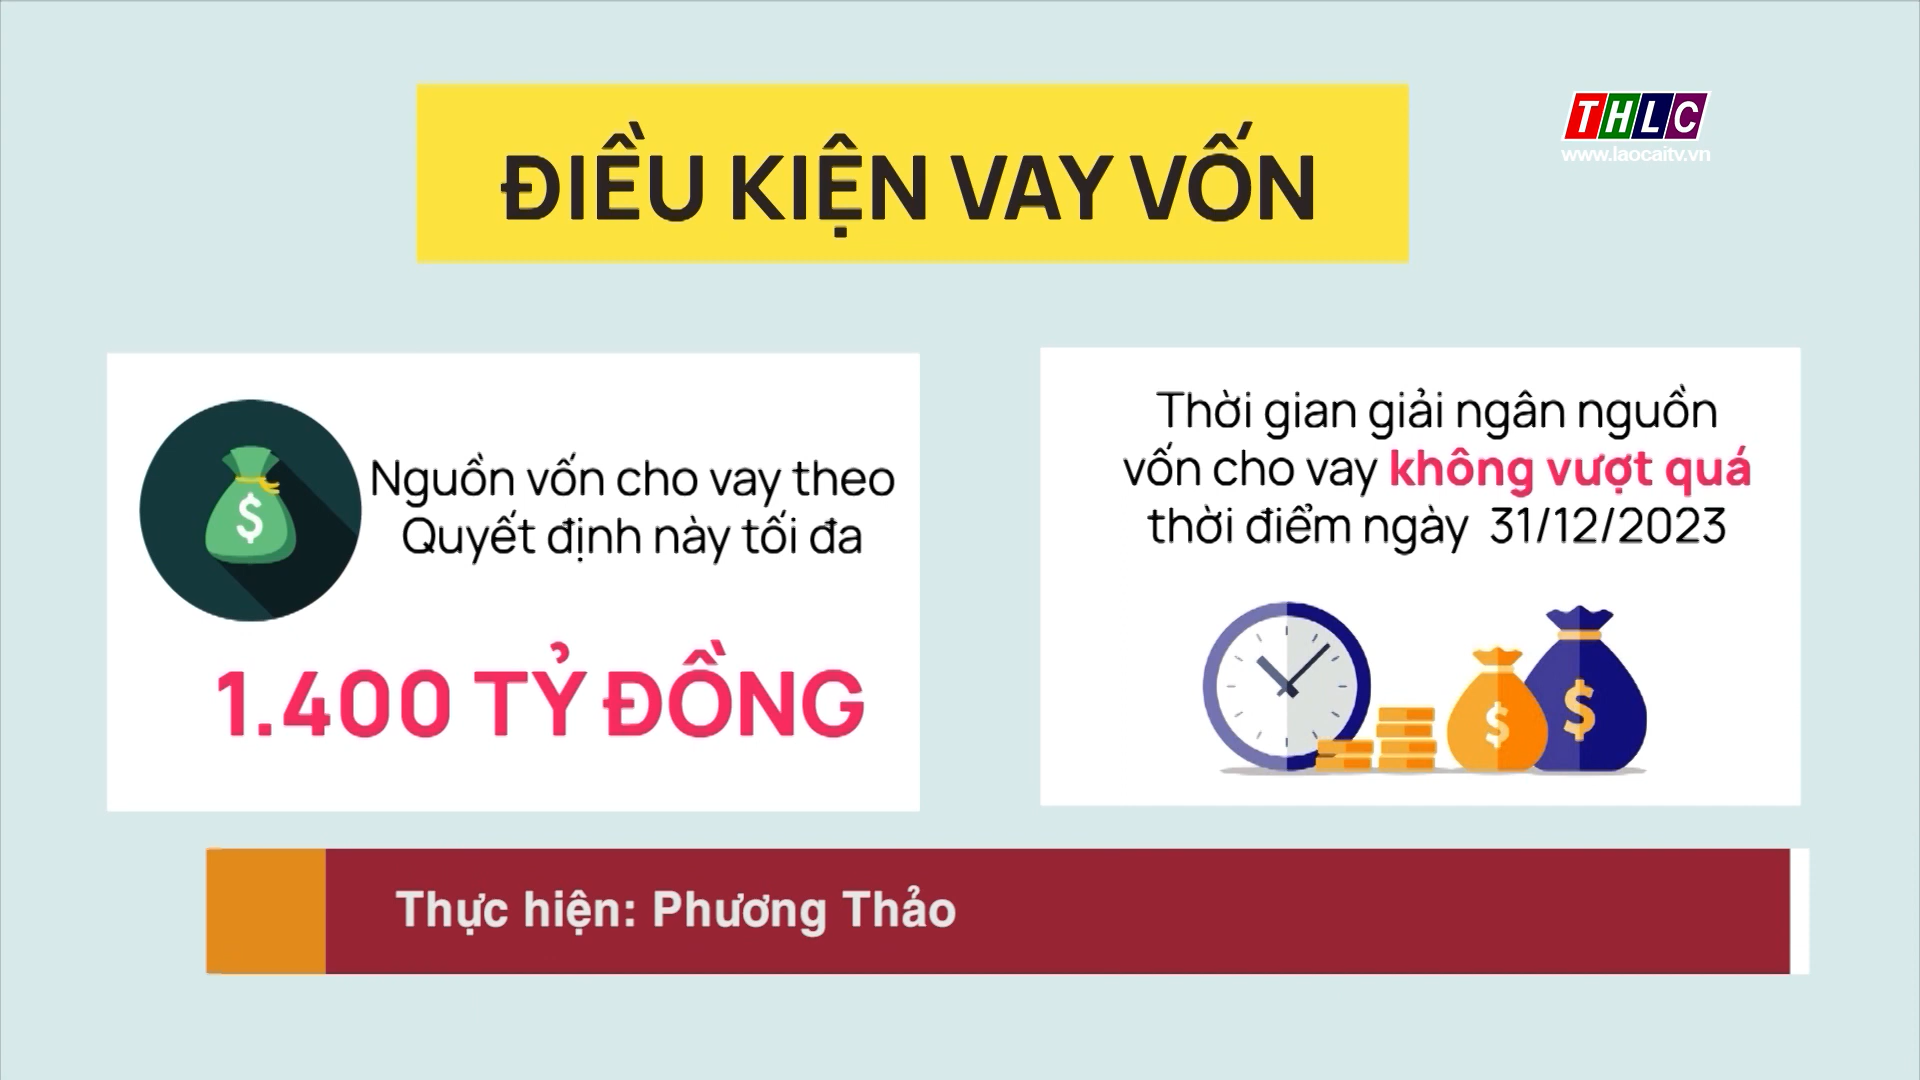 ĐIỀU KIỆN VAY VỐN
THLC
www.laocaitv.vn
Nguồn vốn cho vay theo
Quyết định này tối đa
1.400 TỶ ĐỒNG
Thời gian giải ngân nguồn
vốn cho vay không vượt quá
thời điểm ngày 31/12/2023
$
$
$
Thực hiện: Phương Thảo